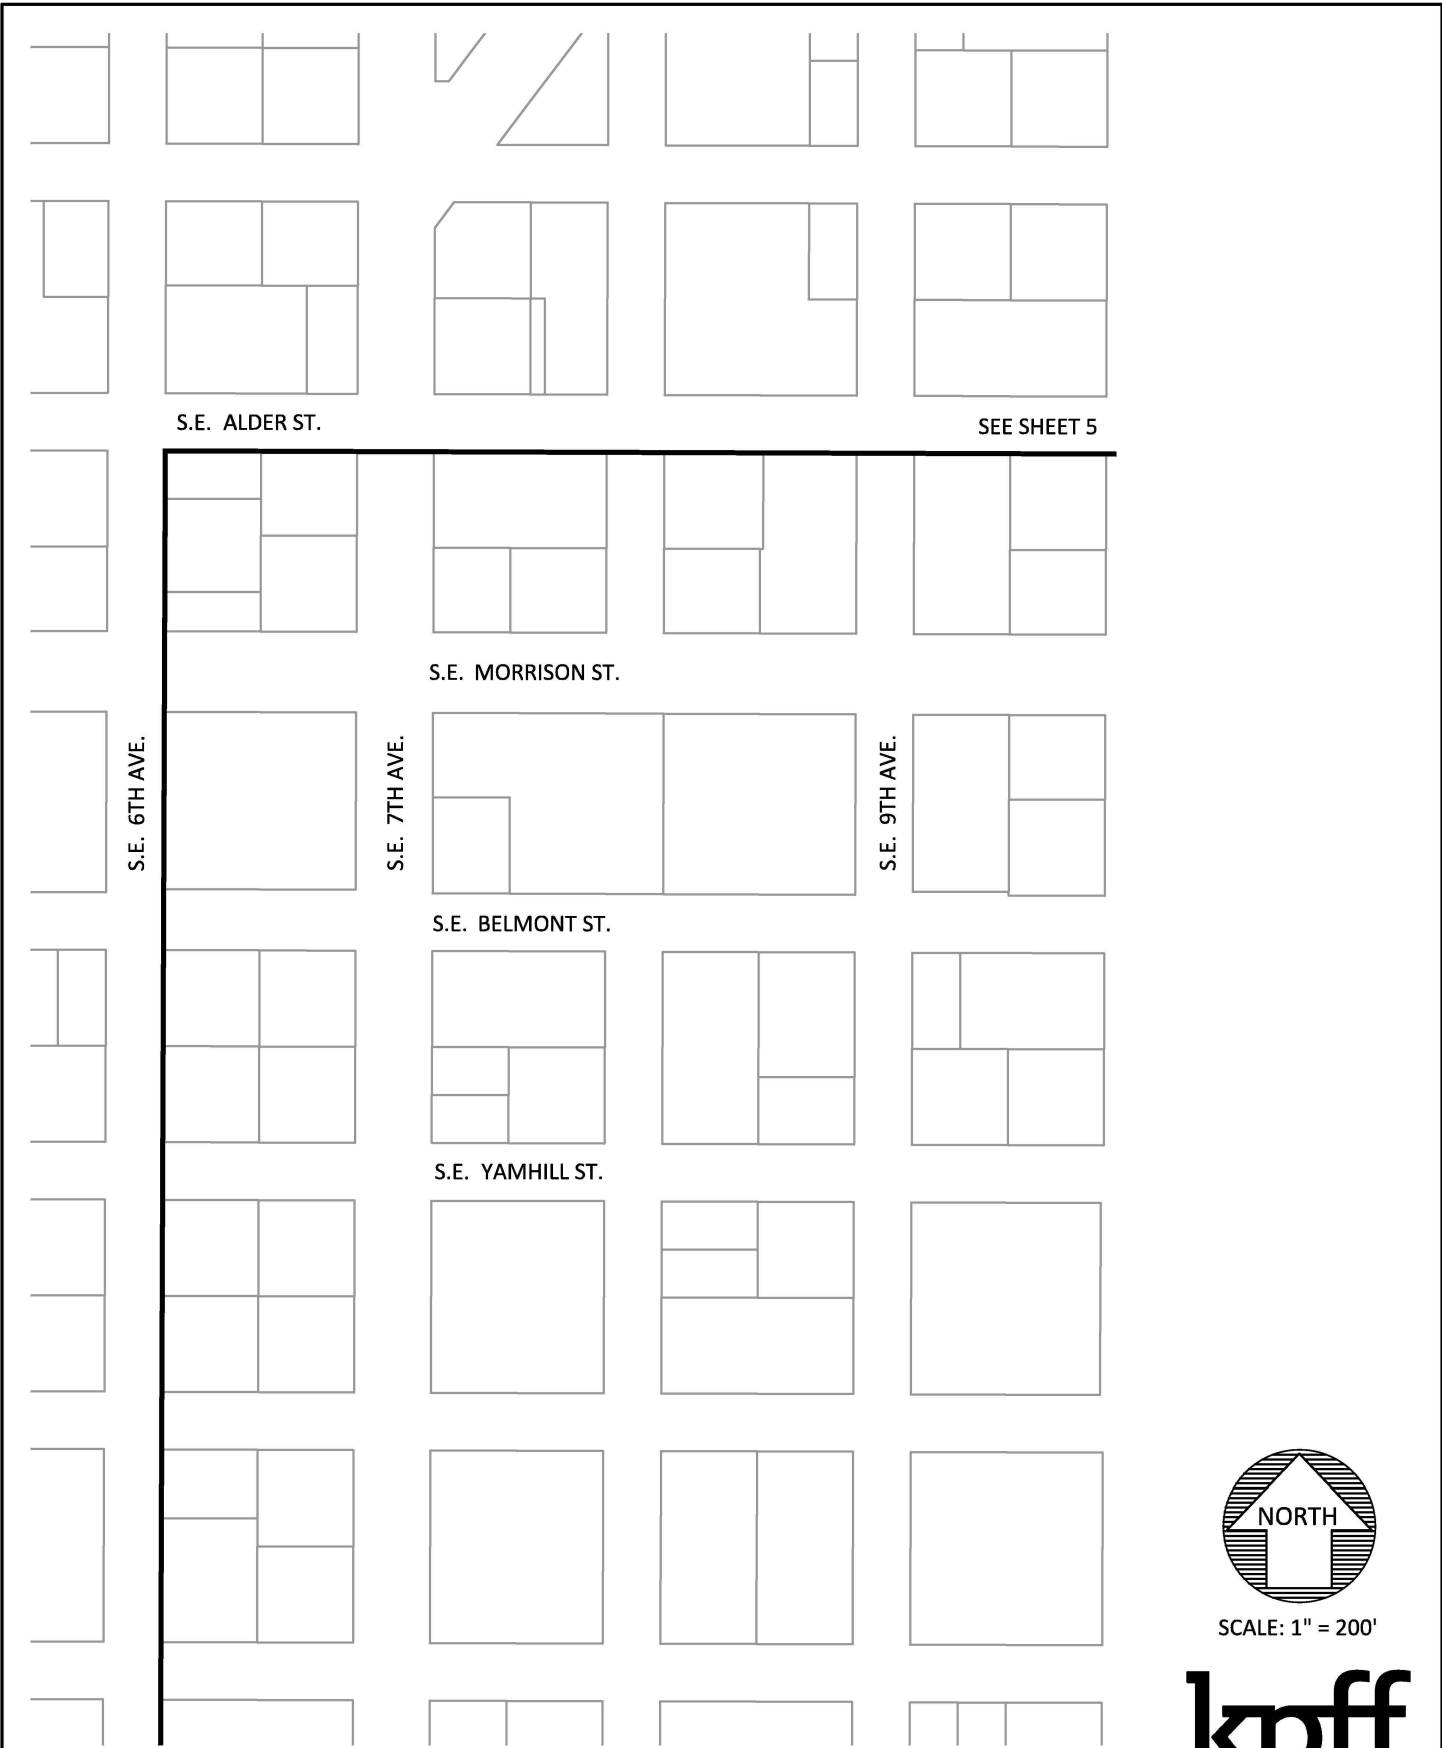 S.E. ALDER ST.
SEE SHEET 5
S.E. MORRISON ST.
S.E. 6TH AVE.
S.E. 7TH AVE.
S.E. 9TH AVE.
S.E. BELMONT ST.
S.E. YAMHILL ST.
NORTH
SCALE: 1" = 200'
kpff